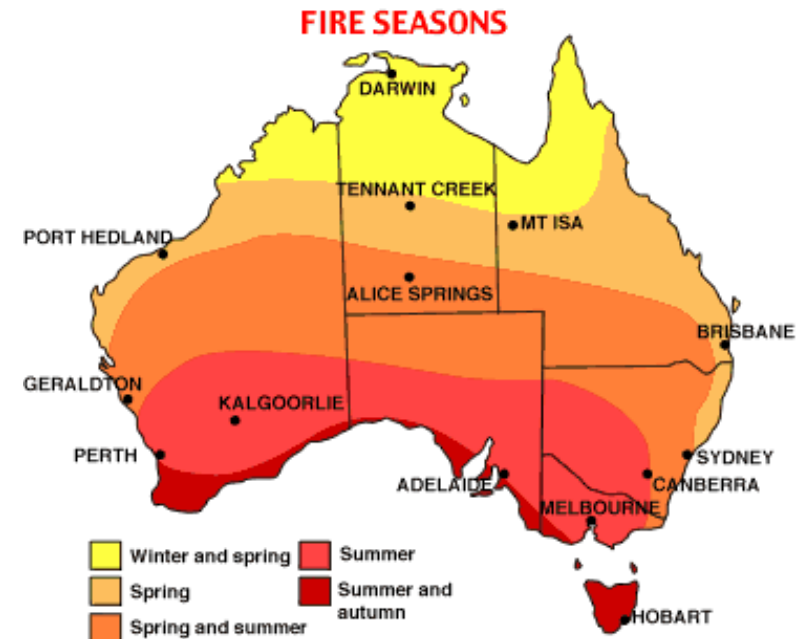 FIRE SEASONS
DARWIN
TENNANT CREEK
MT ISA
PORT HEDLAND
ALICE SPRINGS
BRISBANE
GERALDTON
KALGOORLIE
PERTH
SYDNEY
ADELAIDE
CANBERRA
MELBOURNE
Winter and spring
Summer
Spring
Summer and
autumn
Spring and summer
HOBART